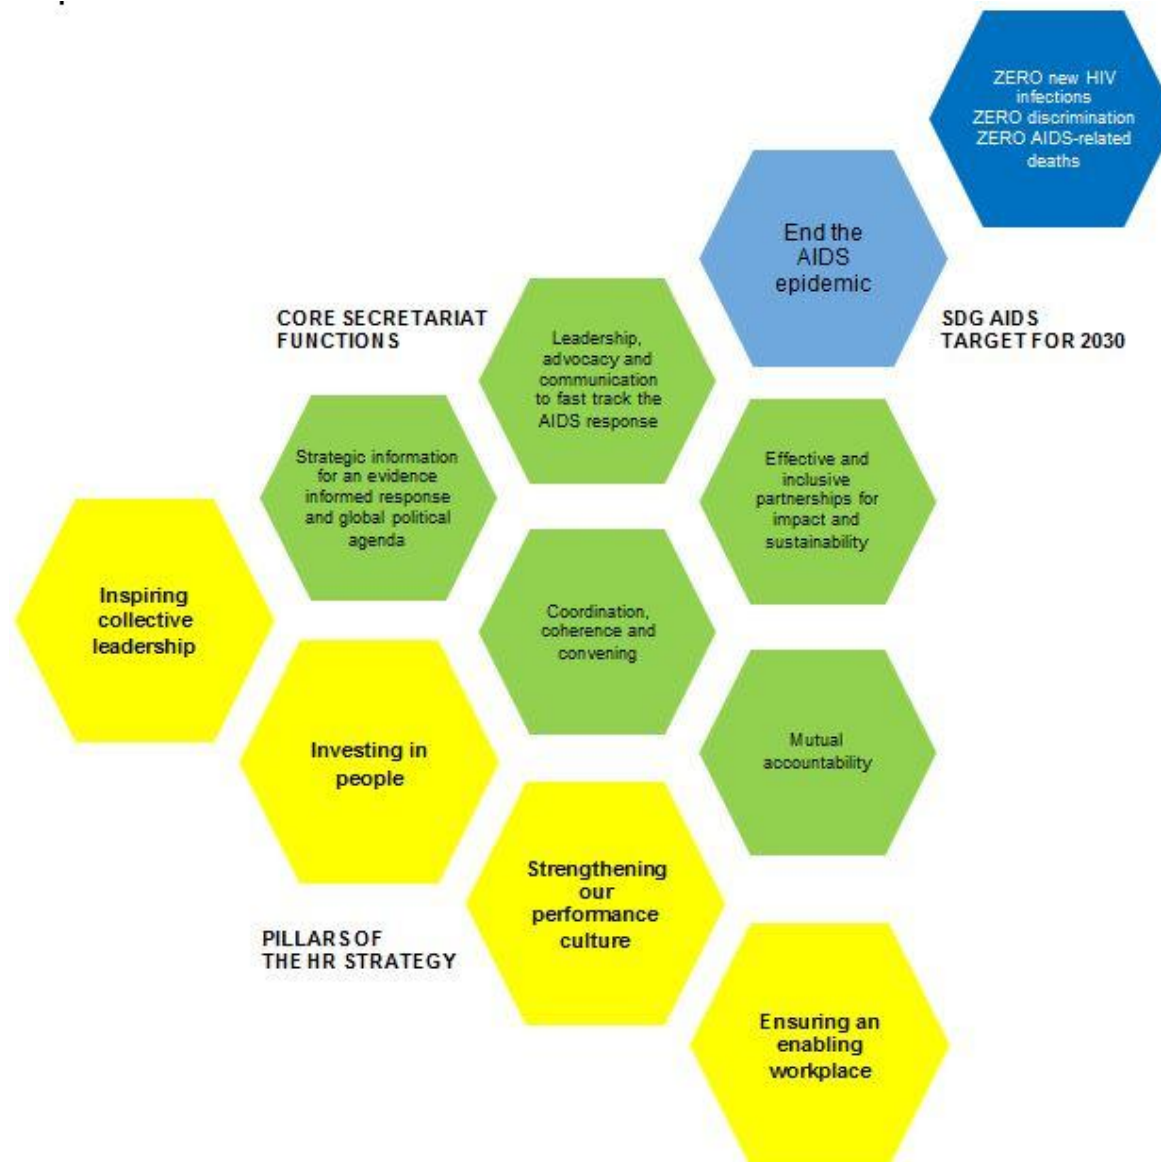 ZERO new HIV
infections
ZERO discrimination
ZERO AIDS-related
deaths
End the
AIDS
epidemic
SDG AIDS
TARGET FOR 2030
CORE SECRETARIAT
FUNCTIONS
Leadership,
advocacy and
communication
to fast track the
AIDS response
Strategic information
for an evidence
informed response
and global political
agenda
Effective and
inclusive
partnerships for
impact and
sustainability
Inspiring
collective
leadership
Coordination,
coherence and
convening
Investing in
people
Mutual
accountability
Strengthening
our
performance
culture
PILLARS OF
THE HR STRATEGY
Ensuring an
enabling
workplace